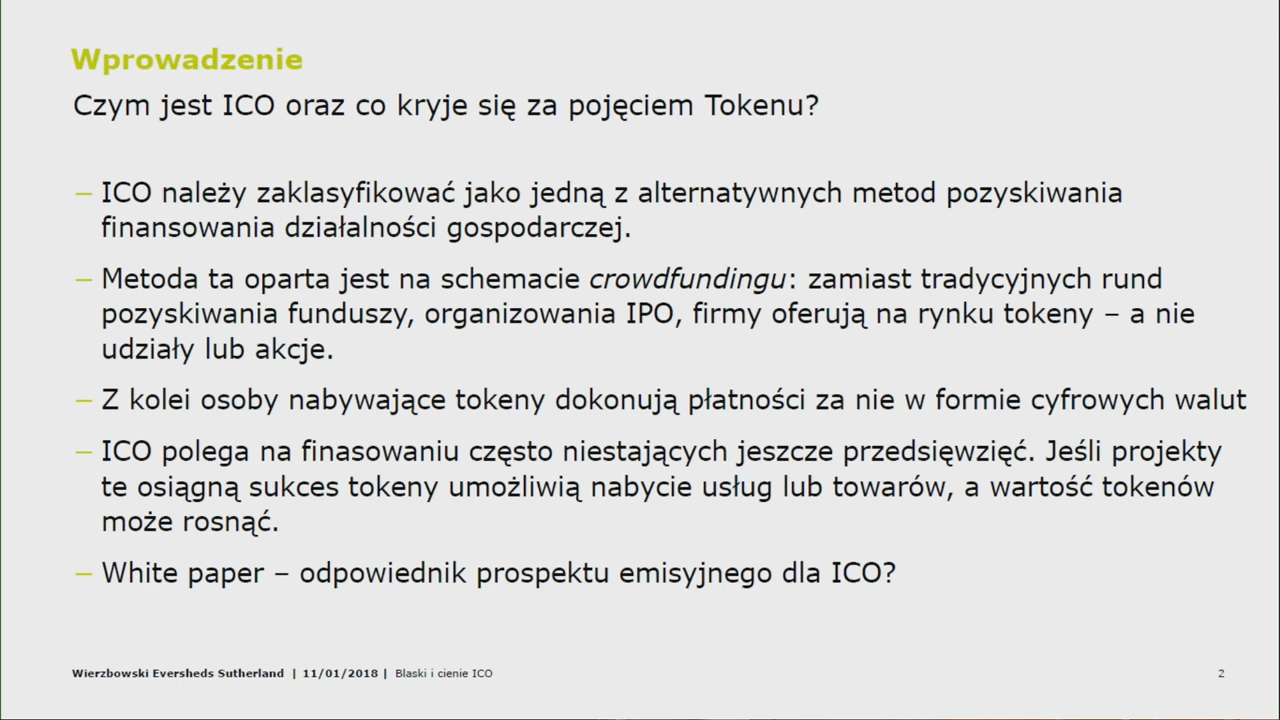 Wprowadzenie
Czym jest ICO oraz co kryje się za pojęciem Tokenu?
– ICO należy zaklasyfikować jako jedną z alternatywnych metod pozyskiwania
finansowania działalności gospodarczej.
– Metoda ta oparta jest na schemacie crowdfundingu: zamiast tradycyjnych rund
pozyskiwania funduszy, organizowania IPO, firmy oferują na rynku tokeny – a nie
udziały lub akcje.
– Z kolei osoby nabywające tokeny dokonują płatności za nie w formie cyfrowych walut
– ICO polega na finasowaniu często niestających jeszcze przedsięwzięć. Jeśli projekty
te osiągną sukces tokeny umożliwią nabycie usług lub towarów, a wartość tokenów
może rosnąć.
– White paper – odpowiednik prospektu emisyjnego dla ICO?
Wierzbowski Eversheds Sutherland | 11/01/2018 | Blaski i cienie ICO
2